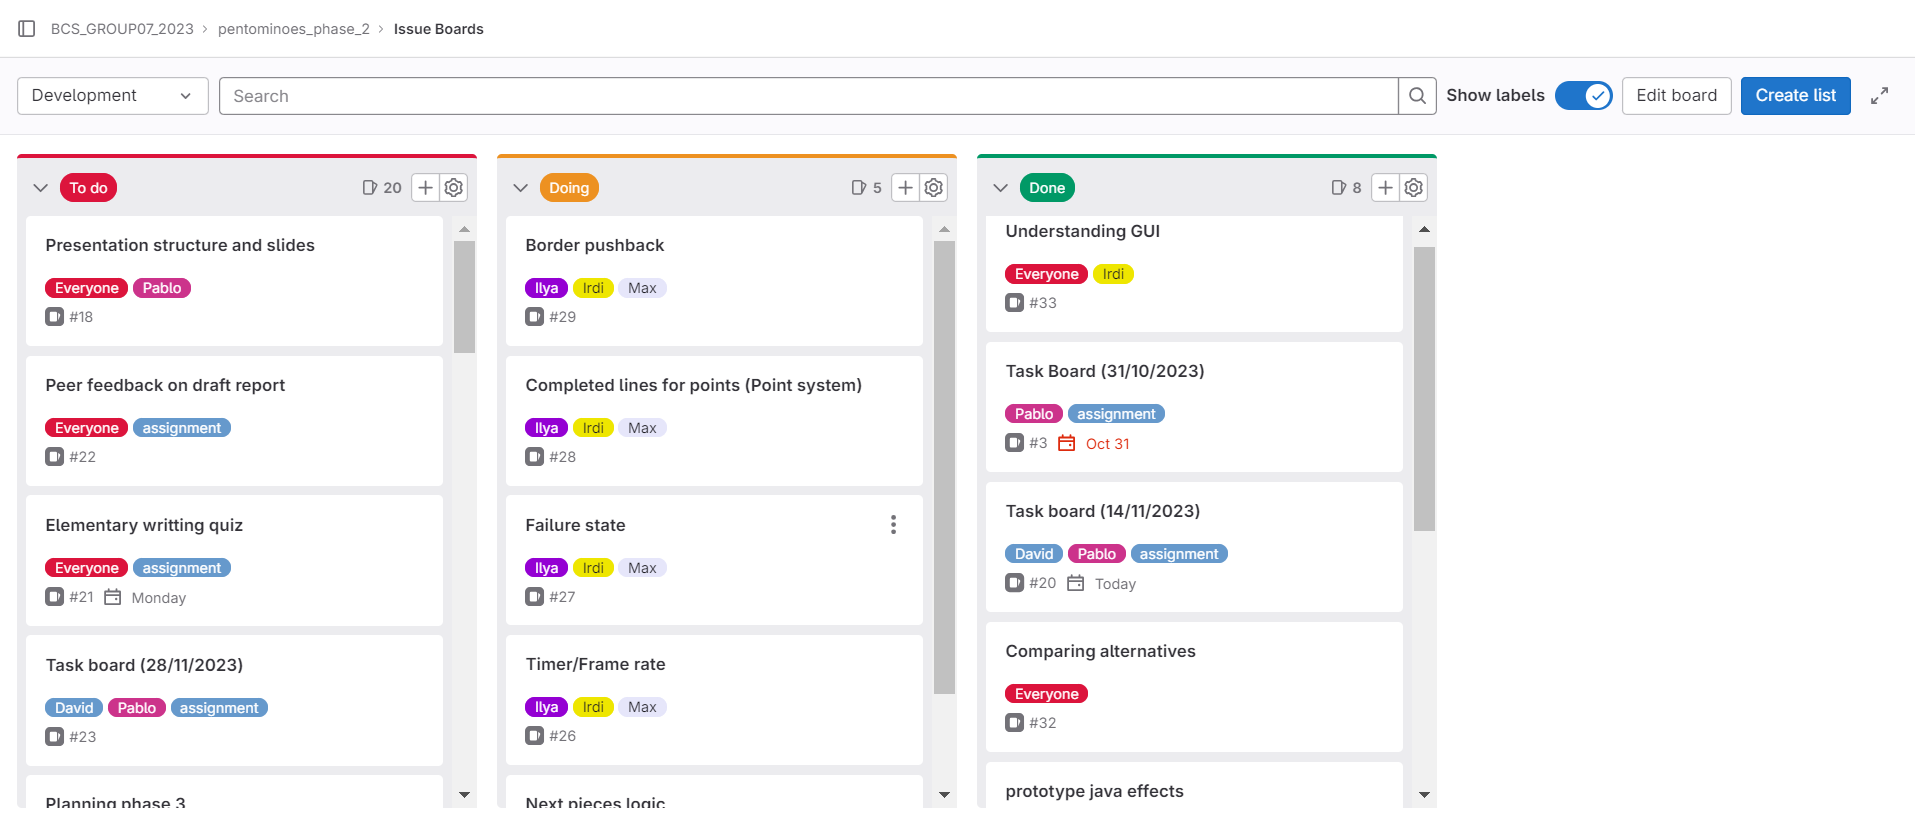 BCS_GROUP07_2023 > pentominoes_phase_2 > Issue Boards
Development
Search
Show labels
Edit board
Create list
To do
20
Presentation structure and slides
Everyone Pablo
#18
Peer feedback on draft report
Everyone assignment
#22
Elementary writting quiz
Everyone assignment
#21 Monday
Task board (28/11/2023)
David Pablo assignment
#23
Planning phase 3
Doing
5
Border pushback
Ilya Irdi Max
#29
Completed lines for points (Point system)
Ilya Irdi Max
#28
Failure state
Ilya Irdi Max
#27
Timer/Frame rate
Ilya Irdi Max
#26
Next pieces logic
Done
8
Understanding GUI
Everyone Irdi
#33
Task Board (31/10/2023)
Pablo assignment
#3 Oct 31
Task board (14/11/2023)
David Pablo assignment
#20 Today
Comparing alternatives
Everyone
#32
prototype java effects